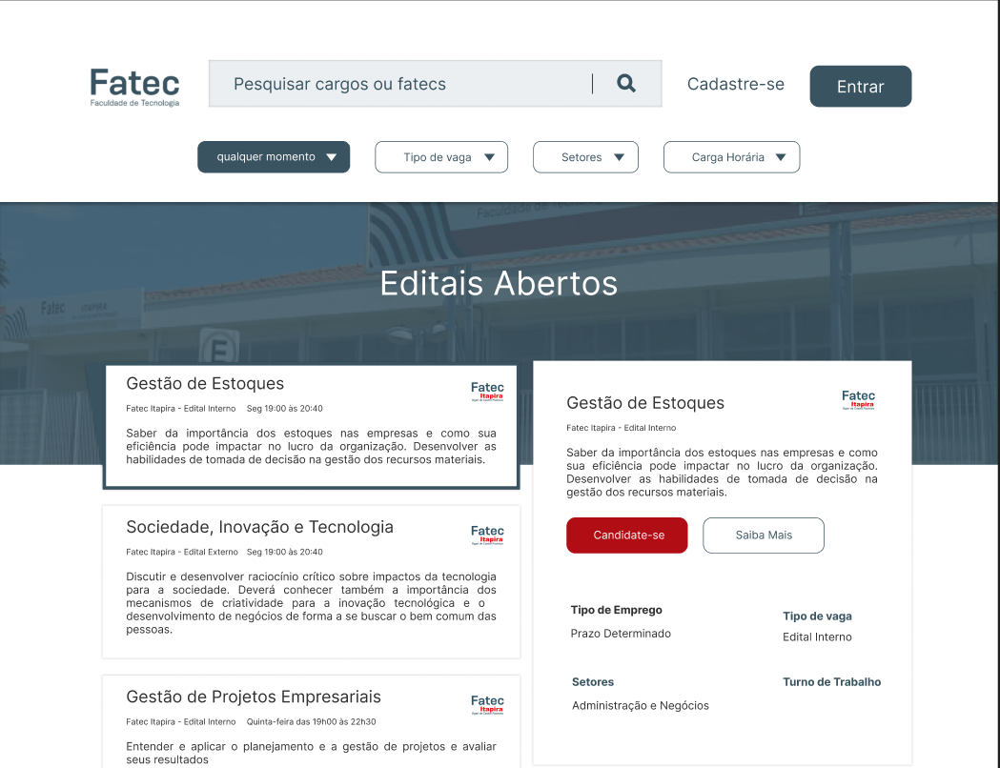 Fatec
Faculdade de Tecnologia
Pesquisar cargos ou fatecs
Cadastre-se
Entrar
qualquer momento
Tipo de vaga
Setores
Carga Horária
Faculdade de Tecnologia
Fatec ITAPIRA
E
Editais Abertos
Gestão de Estoques
Fatec
Itapira
Fatec Itapira - Edital Interno Seg 19:00 às 20:40
Saber da importância dos estoques nas empresas e como sua
eficiência pode impactar no lucro da organização. Desenvolver as
habilidades de tomada de decisão na gestão dos recursos materiais.
Sociedade, Inovação e Tecnologia
Fatec
Itapira
Fatec Itapira - Edital Externo Seg 19:00 às 20:40
Discutir e desenvolver raciocínio crítico sobre impactos da tecnologia
para a sociedade. Deverá conhecer também a importância dos
mecanismos de criatividade para a inovação tecnológica e o
desenvolvimento de negócios de forma a se buscar o bem comum das
pessoas.
Gestão de Projetos Empresariais
Fatec
Itapira
Fatec Itapira - Edital Interno Quinta-feira das 19h00 às 22h30
Entender e aplicar o planejamento e a gestão de projetos e avaliar
seus resultados
Gestão de Estoques
Fatec
Itapira
Fatec Itapira - Edital Interno
Saber da importância dos estoques nas empresas e como
sua eficiência pode impactar no lucro da organização.
Desenvolver as habilidades de tomada de decisão na
gestão dos recursos materiais.
Candidate-se
Saiba Mais
Tipo de Emprego
Prazo Determinado
Tipo de vaga
Edital Interno
Setores
Administração e Negócios
Turno de Trabalho